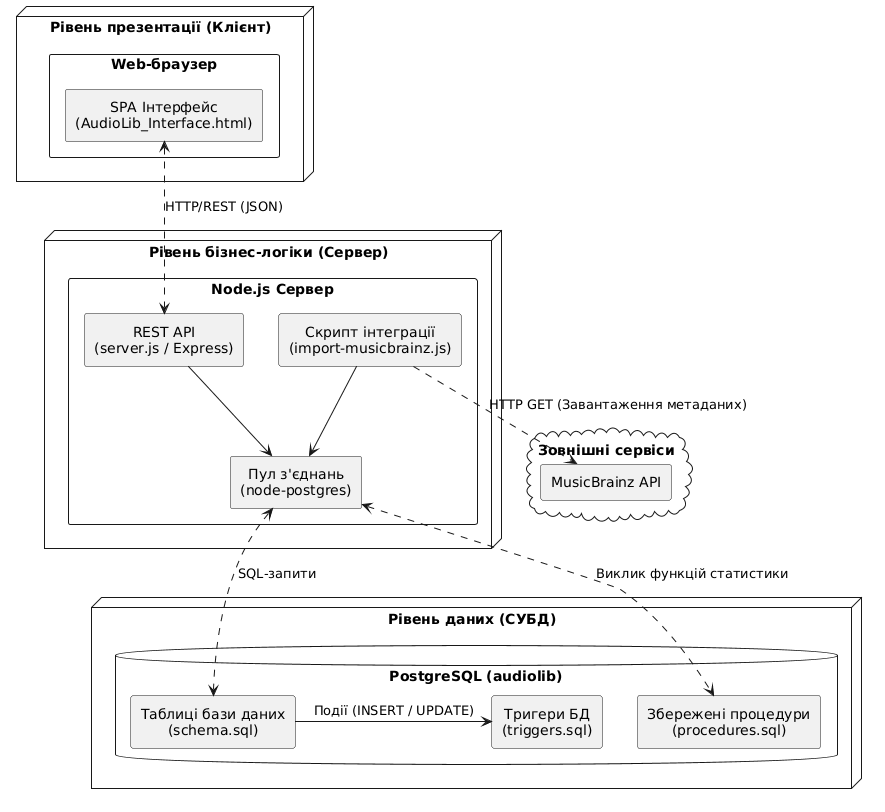 Рівень презентації (Клієнт)
Web-браузер
SPA Інтерфейс
(AudioLib_Interface.html)
HTTP/REST (JSON)
Рівень бізнес-логіки (Сервер)
Node.js Сервер
REST API
(server.js / Express)
Скрипт інтеграції
(import-musicbrainz.js)
HTTP GET (Завантаження метаданих)
Зовнішні сервіси
MusicBrainz API
Пул з'єднань
(node-postgres)
SQL-запити
Виклик функцій статистики
Рівень даних (СУБД)
PostgreSQL (audiolib)
Таблиці бази даних
(schema.sql)
Події (INSERT / UPDATE)
Тригери БД
(triggers.sql)
Збережені процедури
(procedures.sql)